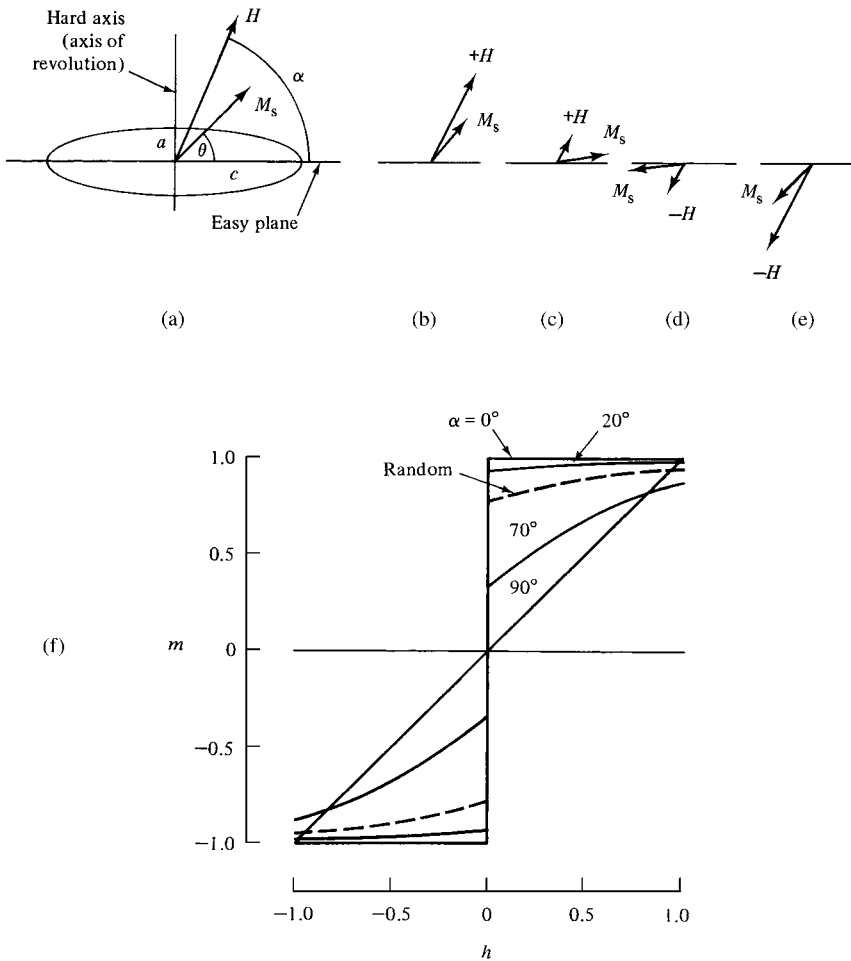 Hard axis
(axis of
revolution)
H
α
M_s
a
θ
c
Easy plane
+H
M_s
+H
M_s
M_s
−H
M_s
−H
(a)
(b)
(c)
(d)
(e)
α = 0°
20°
Random
70°
90°
1.0
0.5
0
−0.5
−1.0
m
(f)
−1.0
−0.5
0
0.5
1.0
h